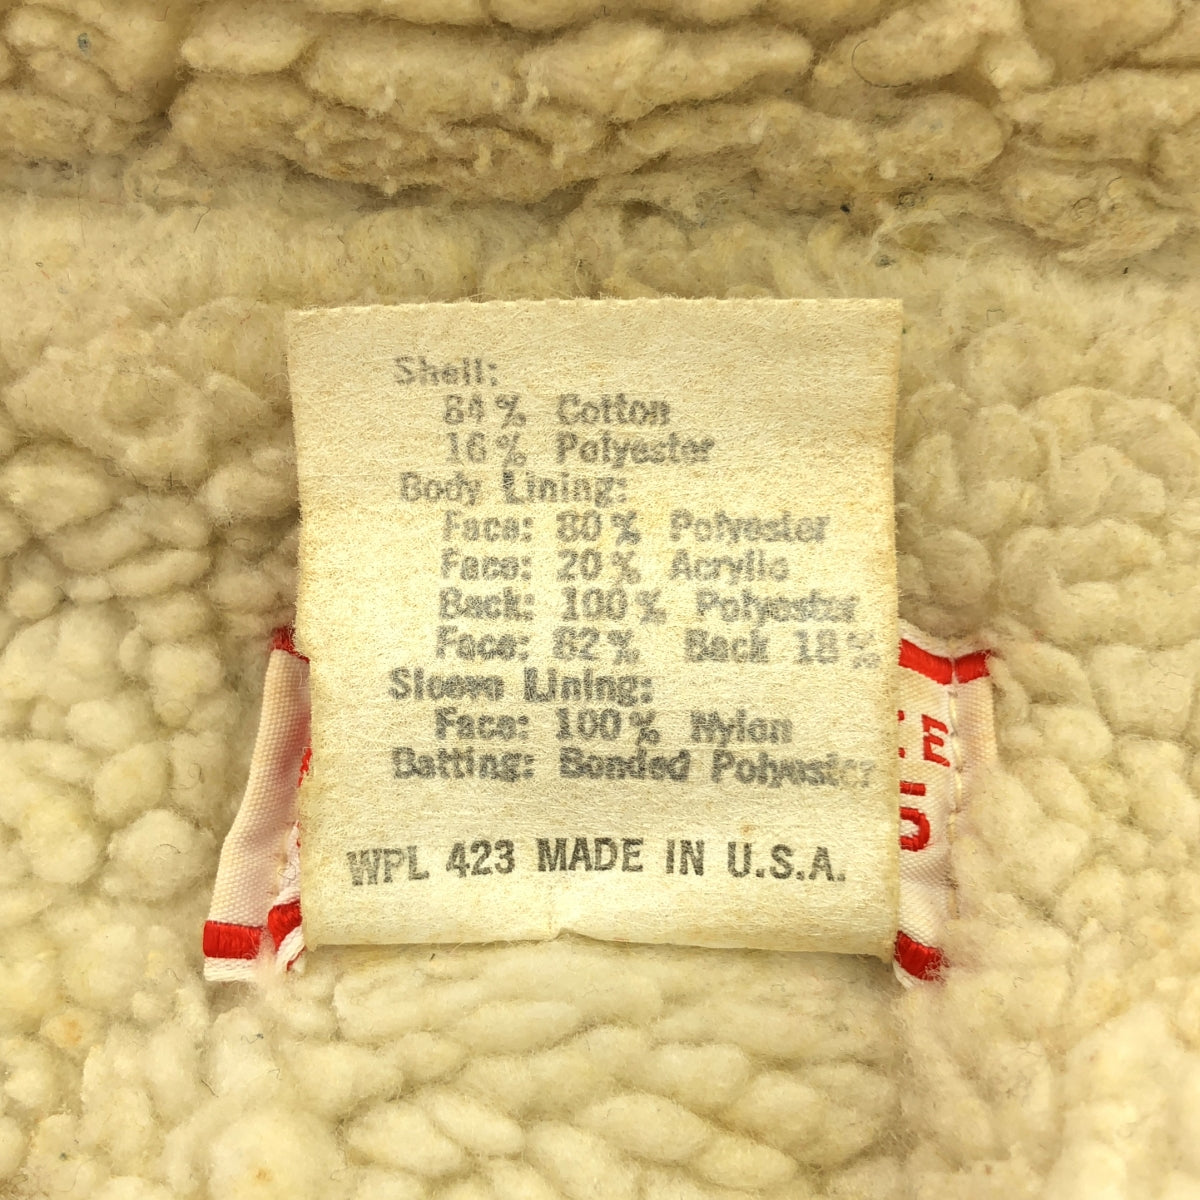 Shell:
84% Cotton
16% Polyester
Body Lining:
Face: 80% Polyester
Face: 20% Acrylic
Back: 100% Polyester
Face: 82% Back 18%
Sleeve Lining:
Face: 100% Nylon
Batting: Bonded Polyester
WPL 423 MADE IN U.S.A.